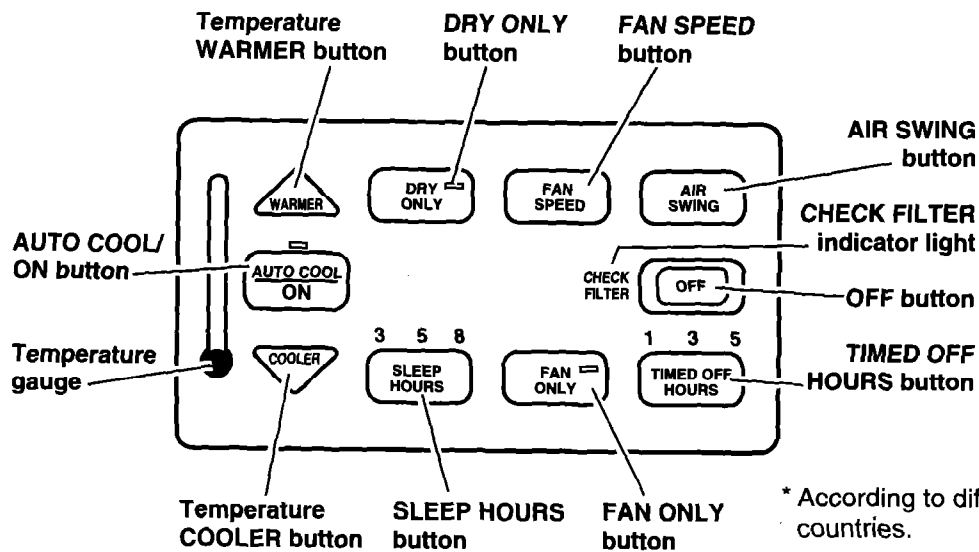 Temperature
WARMER button
DRY ONLY
button
FAN SPEED
button
AIR SWING
button
WARMER
DRY
ONLY
FAN
SPEED
AIR
SWING
CHECK FILTER
indicator light
AUTO COOL/
ON button
AUTO COOL
ON
CHECK
FILTER
OFF
OFF button
3 5 8
1 3 5
Temperature
gauge
COOLER
SLEEP
HOURS
FAN
ONLY
TIMED OFF
HOURS
TIMED OFF
HOURS button
Temperature
COOLER button
SLEEP HOURS
button
FAN ONLY
button
* According to dif
countries.